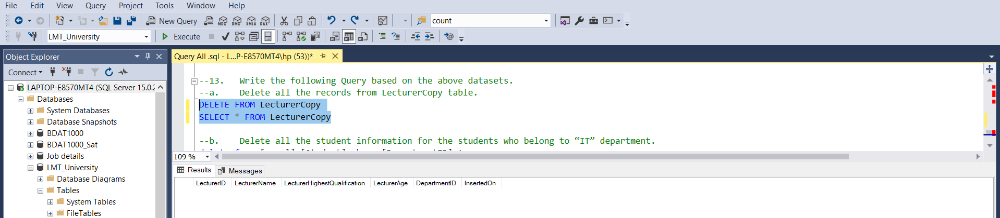 File Edit View Query Project Tools Window Help
New Query MDX DMX XMLA DAX count
LMT_University Execute
Object Explorer
Connect
LAPTOP-E8570MT4 (SQL Server 15.0.2
Databases
System Databases
Database Snapshots
BDAT1000
BDAT1000_Sat
Job details
LMT_University
Database Diagrams
Tables
System Tables
FileTables
Query All .sql - L...P-E8570MT4\hp (53))*
--13. Write the following Query based on the above datasets.
--a. Delete all the records from LecturerCopy table.
DELETE FROM LecturerCopy
SELECT * FROM LecturerCopy
--b. Delete all the student information for the students who belong to “IT” department.
109 %
Results Messages
LecturerID LecturerName LecturerHighestQualification LecturerAge DepartmentID InsertedOn